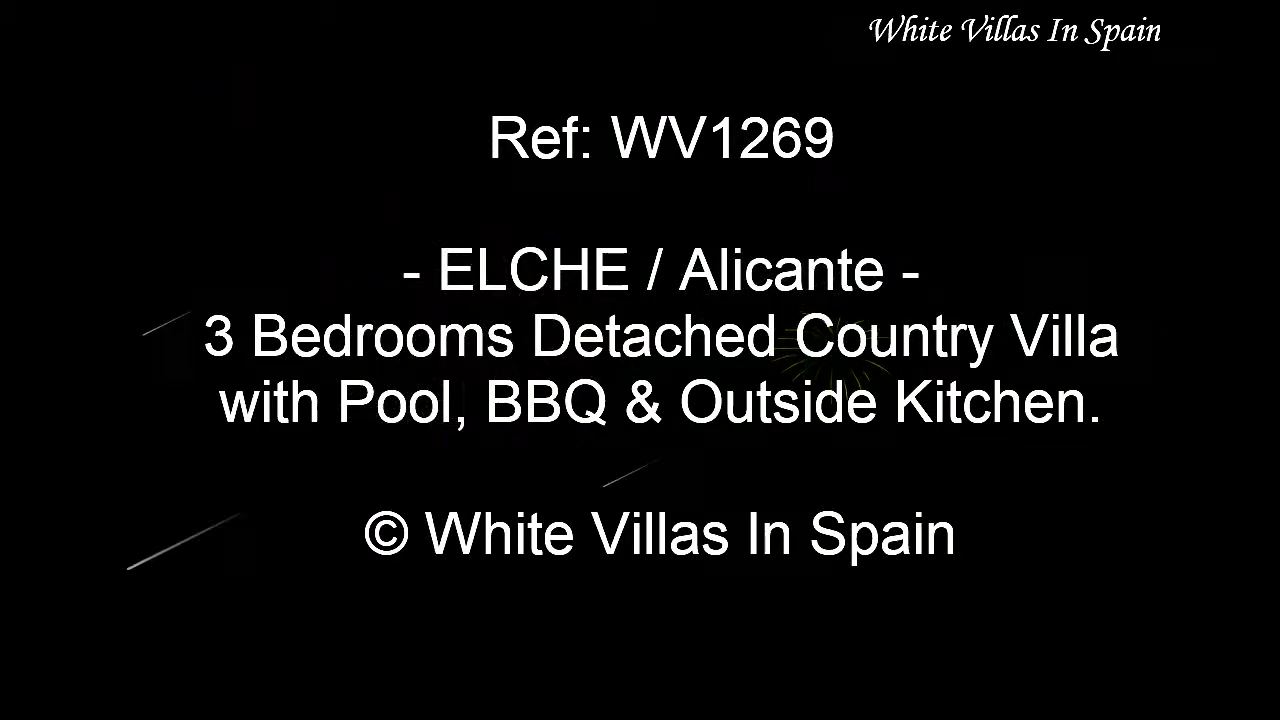 White Villas In Spain
Ref: WV1269
- ELCHE / Alicante -
3 Bedrooms Detached Country Villa
with Pool, BBQ & Outside Kitchen.
© White Villas In Spain